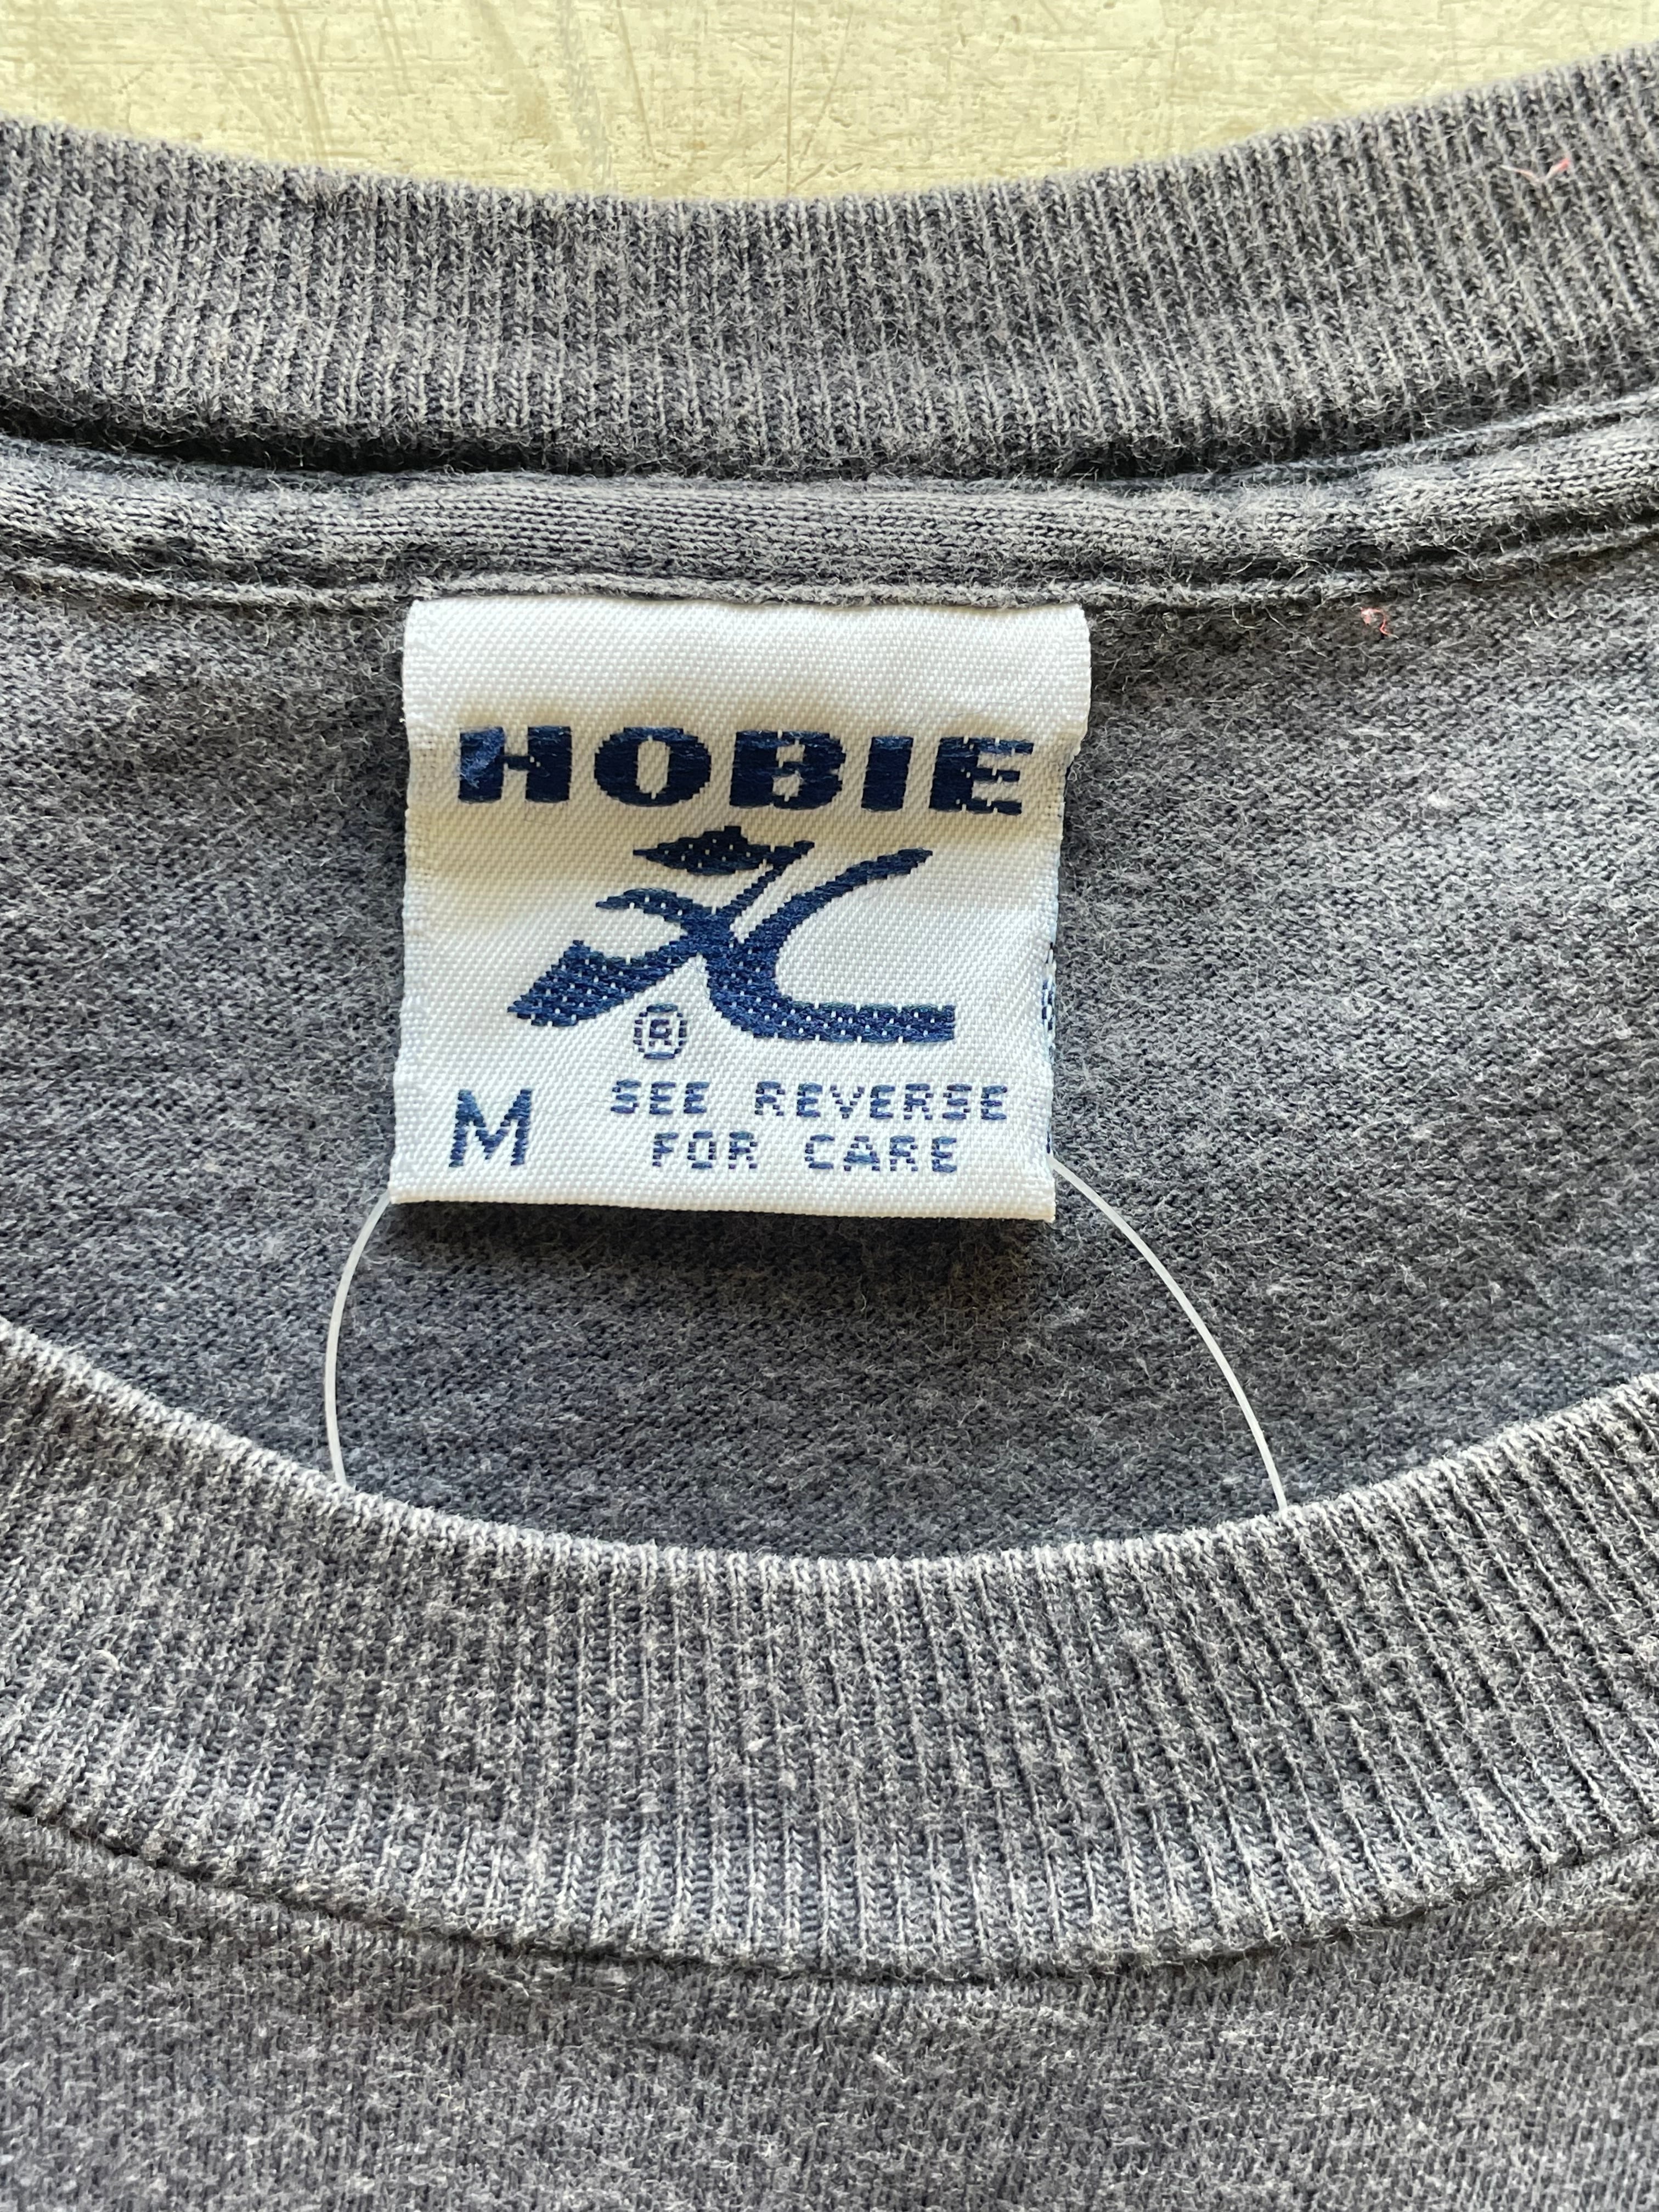 HOBIE
®
M SEE REVERSE
FOR CARE